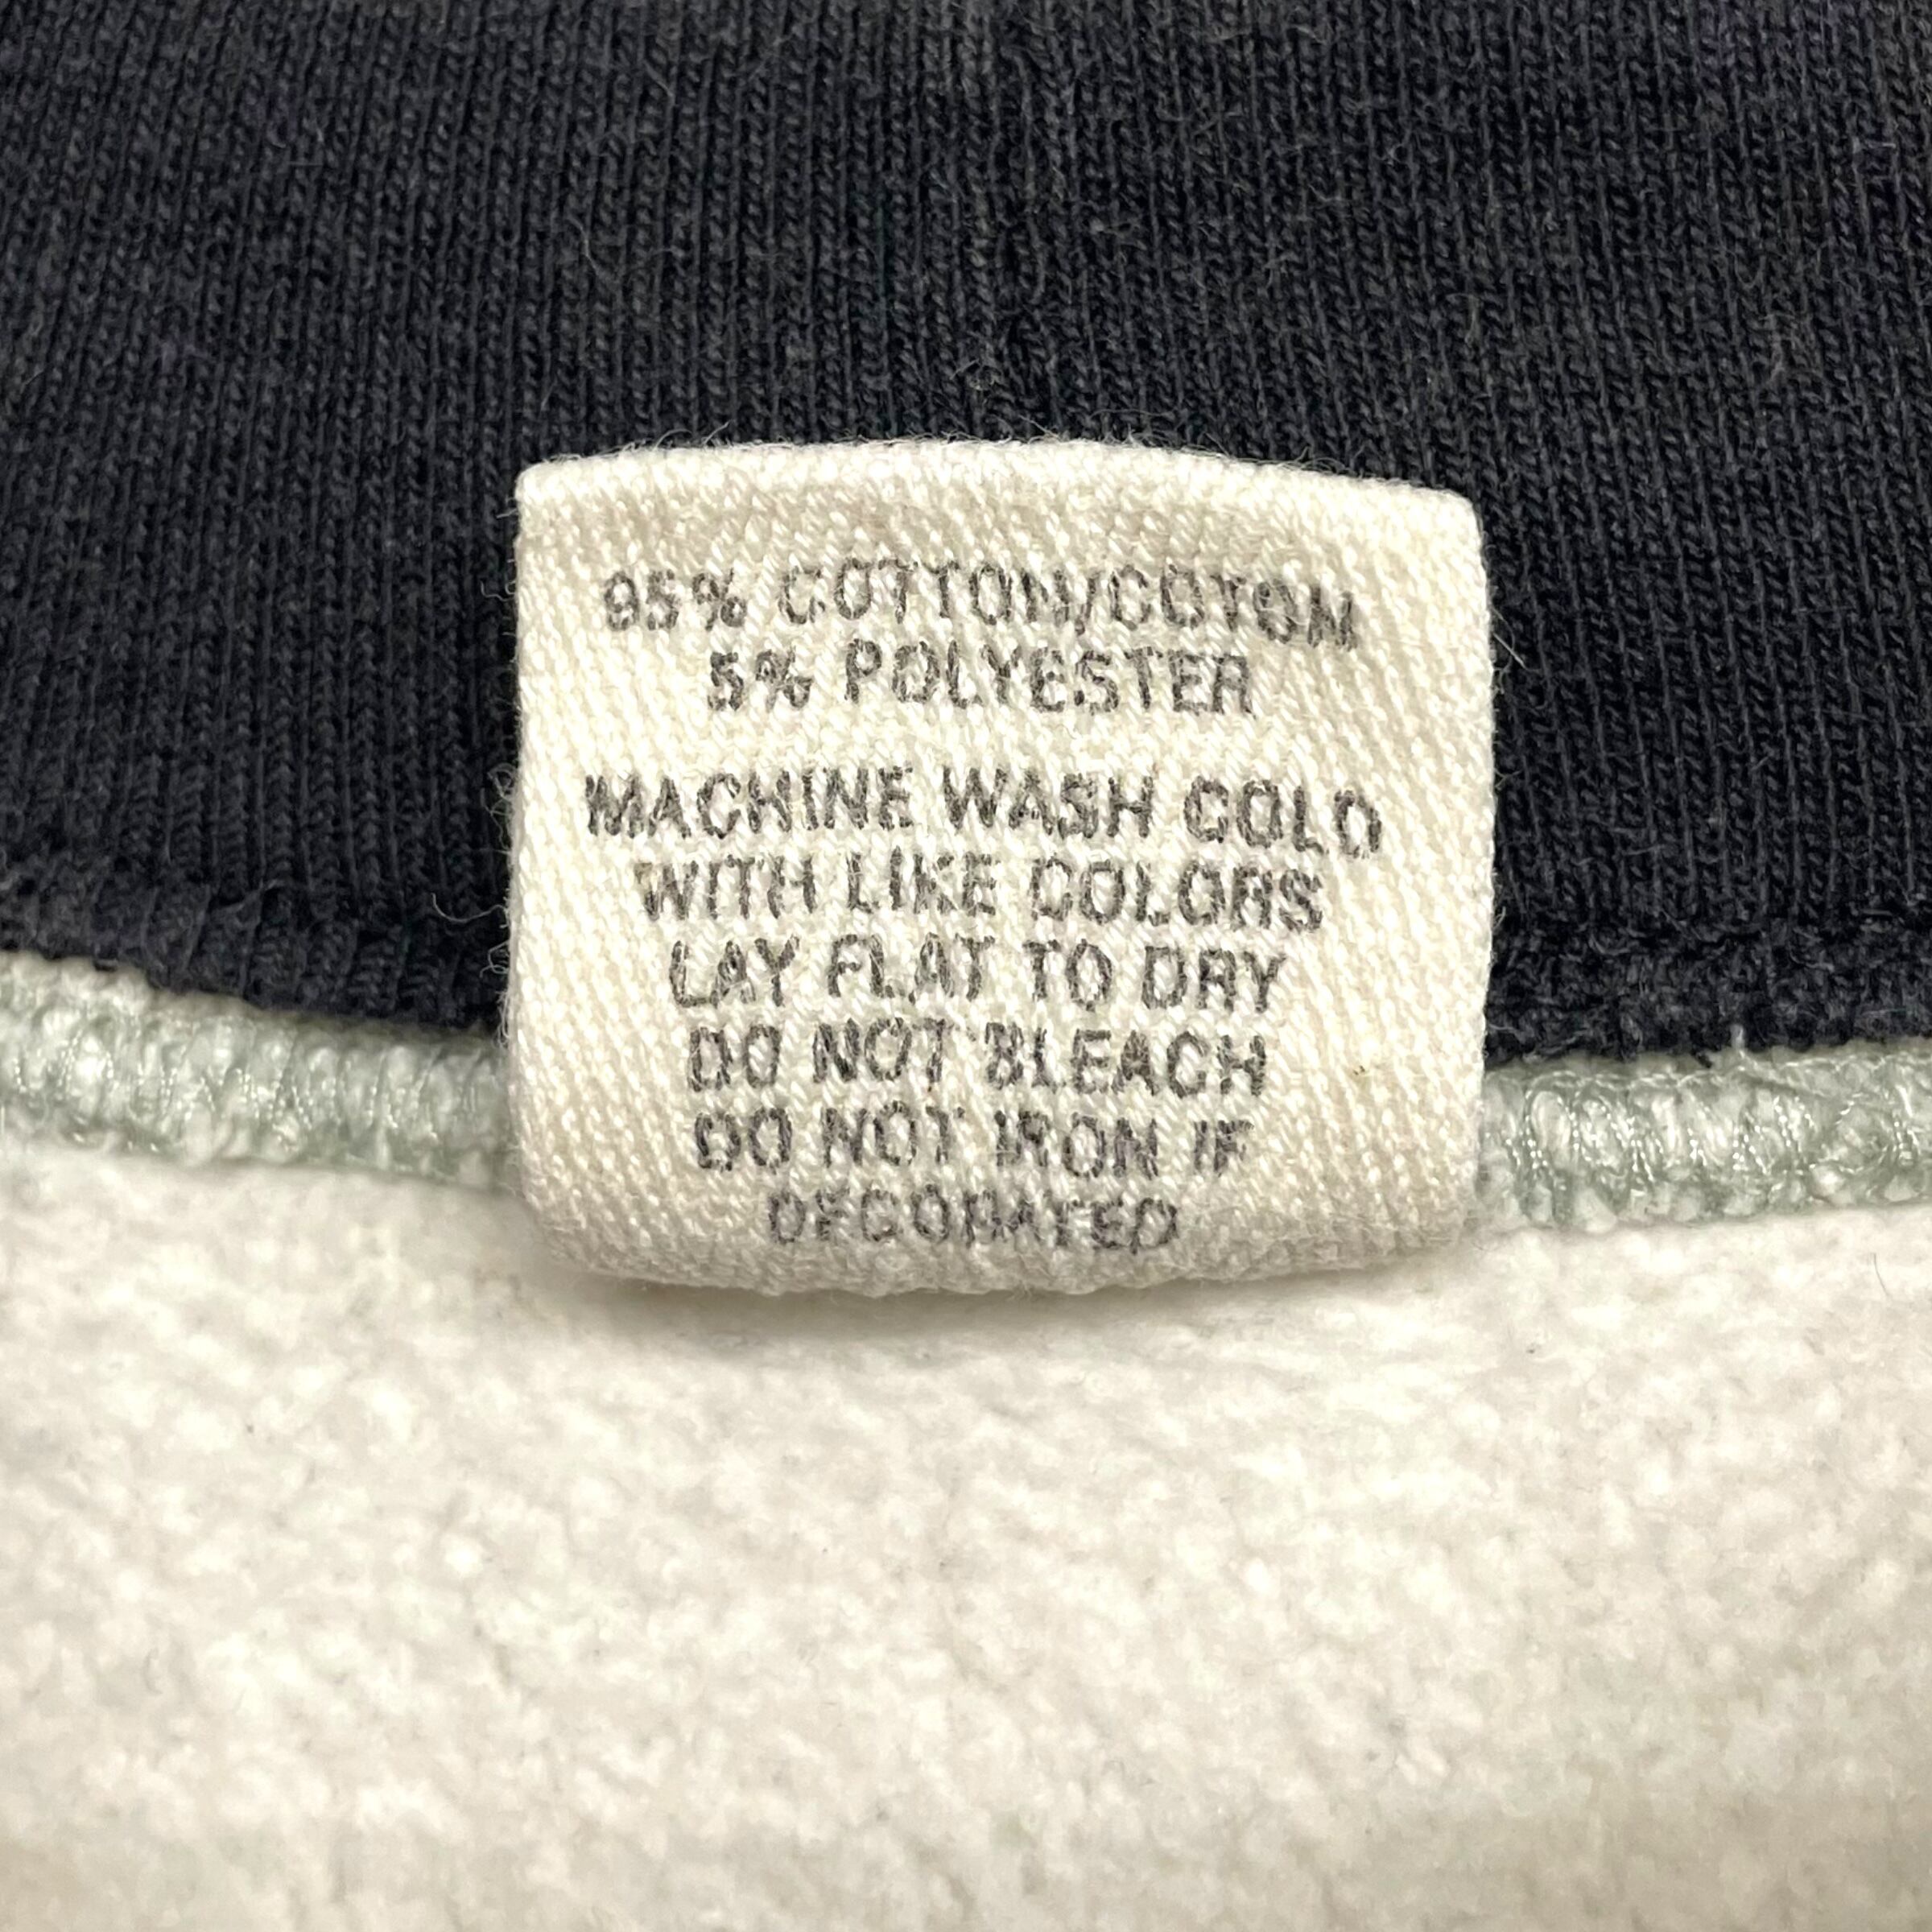 95% COTTON/COTON
5% POLYESTER
MACHINE WASH COLD
WITH LIKE COLORS
LAY FLAT TO DRY
DO NOT BLEACH
DO NOT IRON IF
DECORATED